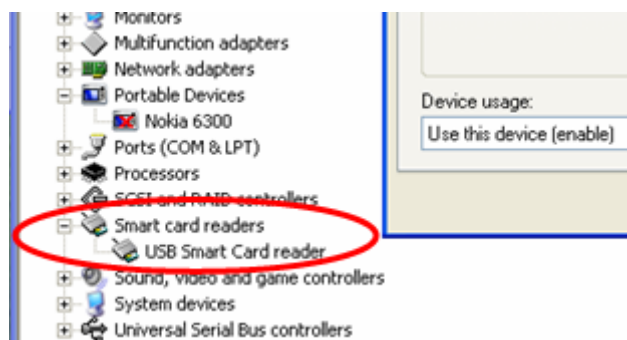 Monitors
Multifunction adapters
Network adapters
Portable Devices
Nokia 6300
Ports (COM & LPT)
Processors
SCSI and RAID controllers
Smart card readers
USB Smart Card reader
Sound, video and game controllers
System devices
Universal Serial Bus controllers
Device usage:
Use this device (enable)